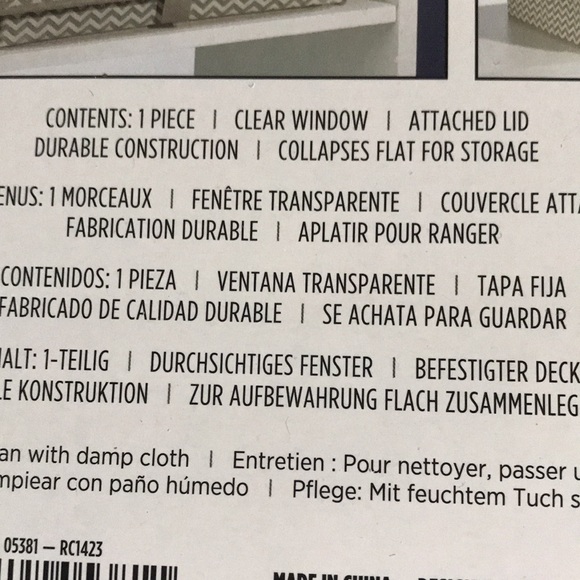 CONTENTS: 1 PIECE | CLEAR WINDOW | ATTACHED LID
DURABLE CONSTRUCTION | COLLAPSES FLAT FOR STORAGE
ENUS: 1 MORCEAUX | FENÊTRE TRANSPARENTE | COUVERCLE ATTA
FABRICATION DURABLE | APLATIR POUR RANGER
CONTENIDOS: 1 PIEZA | VENTANA TRANSPARENTE | TAPA FIJA
FABRICADO DE CALIDAD DURABLE | SE ACHATA PARA GUARDAR
HALT: 1-TEILIG | DURCHSICHTIGES FENSTER | BEFESTIGTER DECK
LE KONSTRUKTION | ZUR AUFBEWAHRUNG FLACH ZUSAMMENLEG
an with damp cloth | Entretien : Pour nettoyer, passer u
mpiear con paño húmedo | Pflege: Mit feuchtem Tuch s
05381 – RC1423
MADE IN CHINA